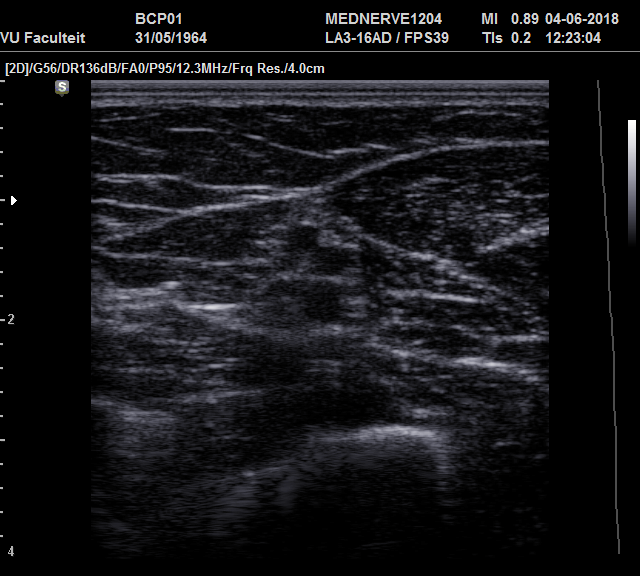 BCP01 MEDNERVE1204 MI 0.89 04-06-2018
VU Faculteit 31/05/1964 LA3-16AD / FPS39 TIs 0.2 12:23:04
[2D]/G56/DR136dB/FA0/P95/12.3MHz/Frq Res./4.0cm
S
2
4